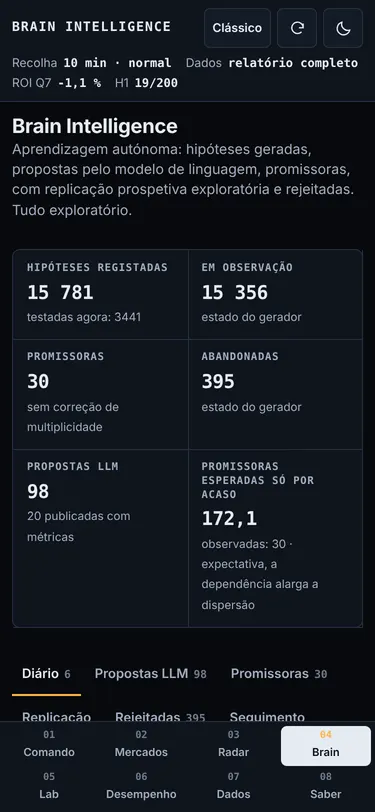 BRAIN INTELLIGENCE
Clássico
Recolha 10 min · normal Dados relatório completo
ROI Q7 -1,1 % H1 19/200
Brain Intelligence
Aprendizagem autónoma: hipóteses geradas,
propostas pelo modelo de linguagem, promissoras,
com replicação prospetiva exploratória e rejeitadas.
Tudo exploratório.
HIPÓTESES REGISTADAS
15 781
testadas agora: 3441
EM OBSERVAÇÃO
15 356
estado do gerador
PROMISSORAS
30
sem correção de
multiplicidade
ABANDONADAS
395
estado do gerador
PROPOSTAS LLM
98
20 publicadas com
métricas
PROMISSORAS
ESPERADAS SÓ POR
ACASO
172,1
observadas: 30 ·
expectativa, a
dependência alarga a
dispersão
Diário 6 Propostas LLM 98 Promissoras 30
Replicação Rejeitadas 395 Seguimento
01 02 03 04
Comando Mercados Radar Brain
05 06 07 08
Lab Desempenho Dados Saber